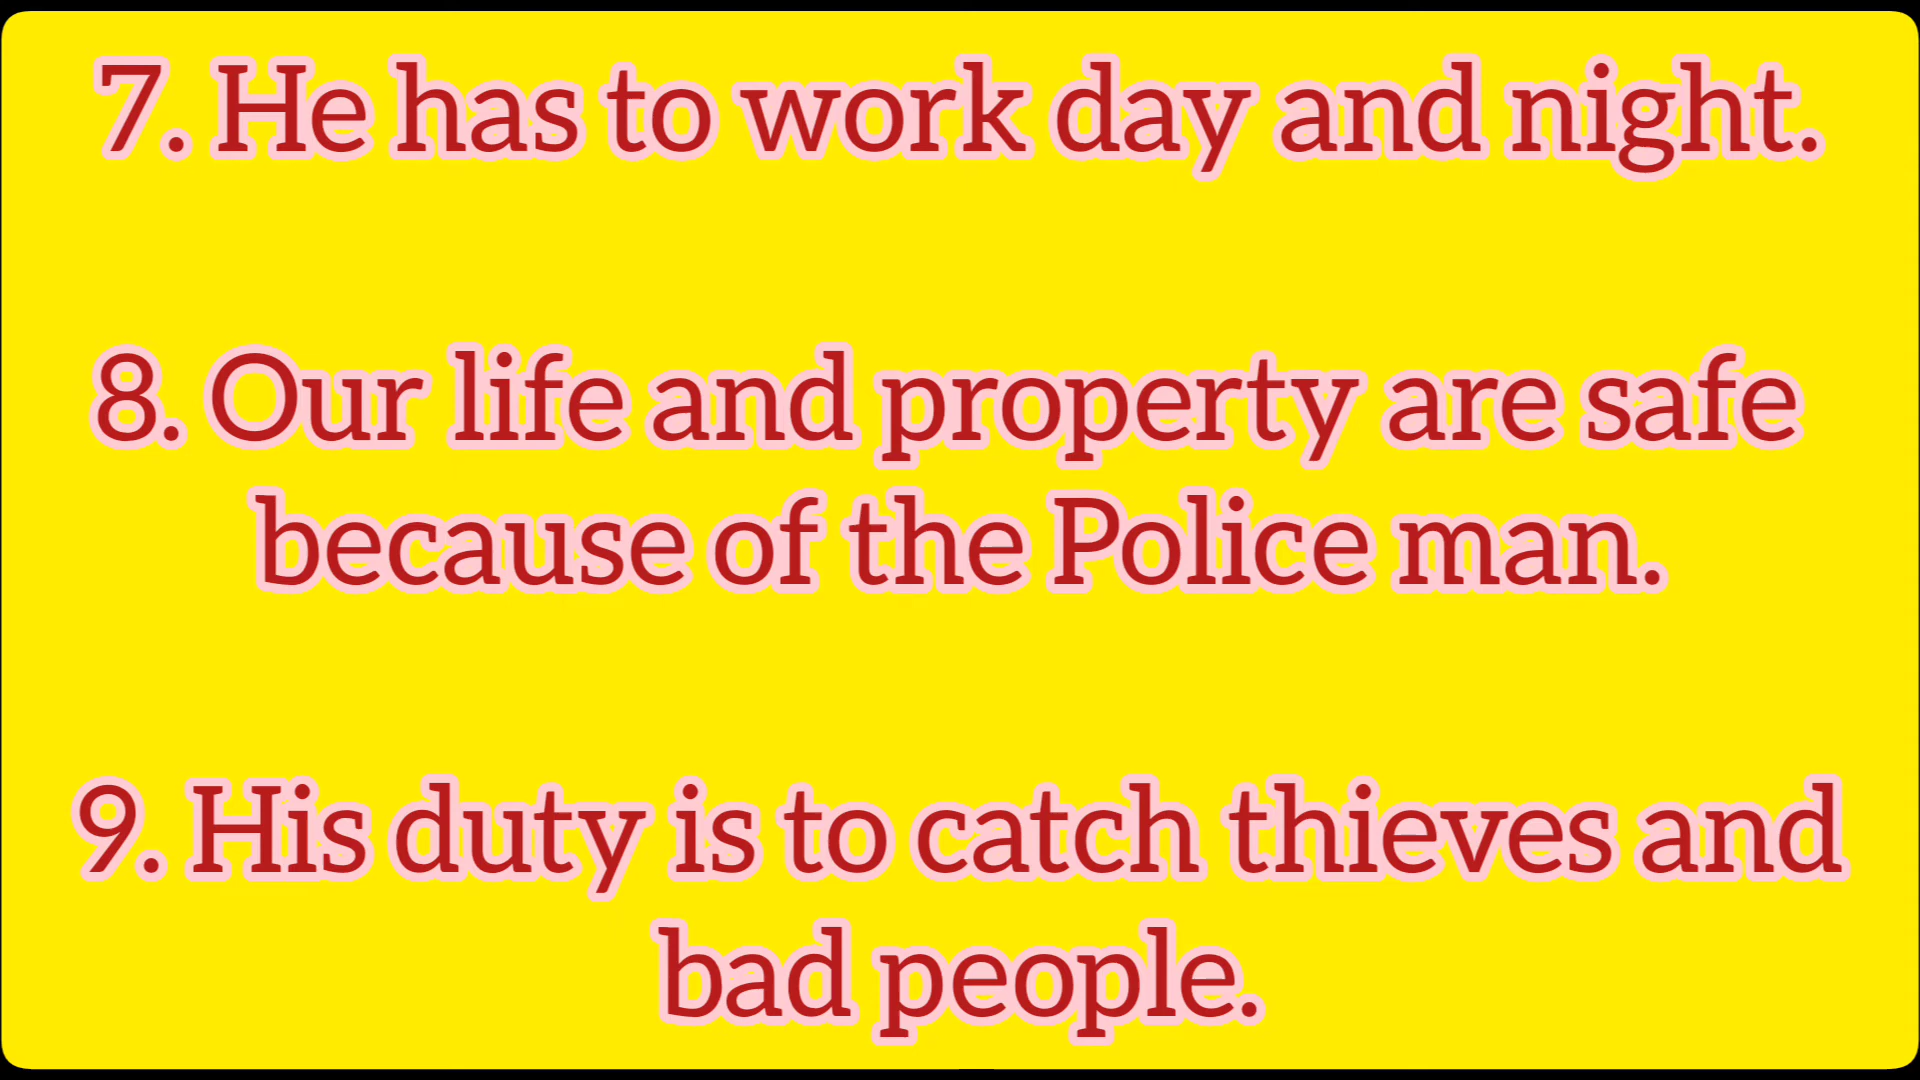 7. He has to work day and night.
8. Our life and property are safe
because of the Police man.
9. His duty is to catch thieves and
bad people.